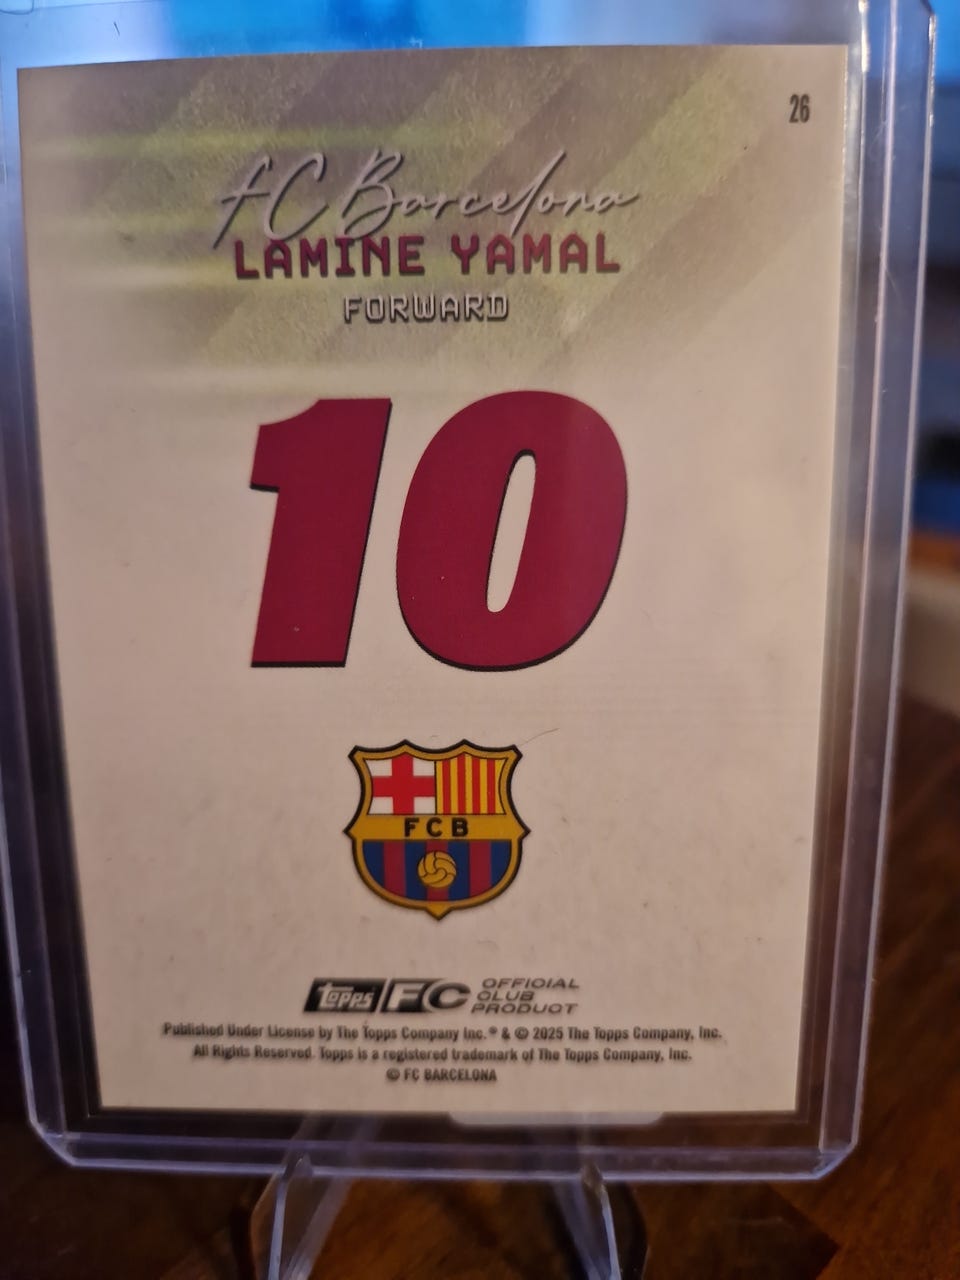 26
FC Barcelona
LAMINE YAMAL
FORWARD
10
FCB
Topps FC OFFICIAL
CLUB
PRODUCT
Published Under License by The Topps Company Inc.® & © 2025 The Topps Company, Inc.
All Rights Reserved. Topps is a registered trademark of The Topps Company, Inc.
© FC BARCELONA